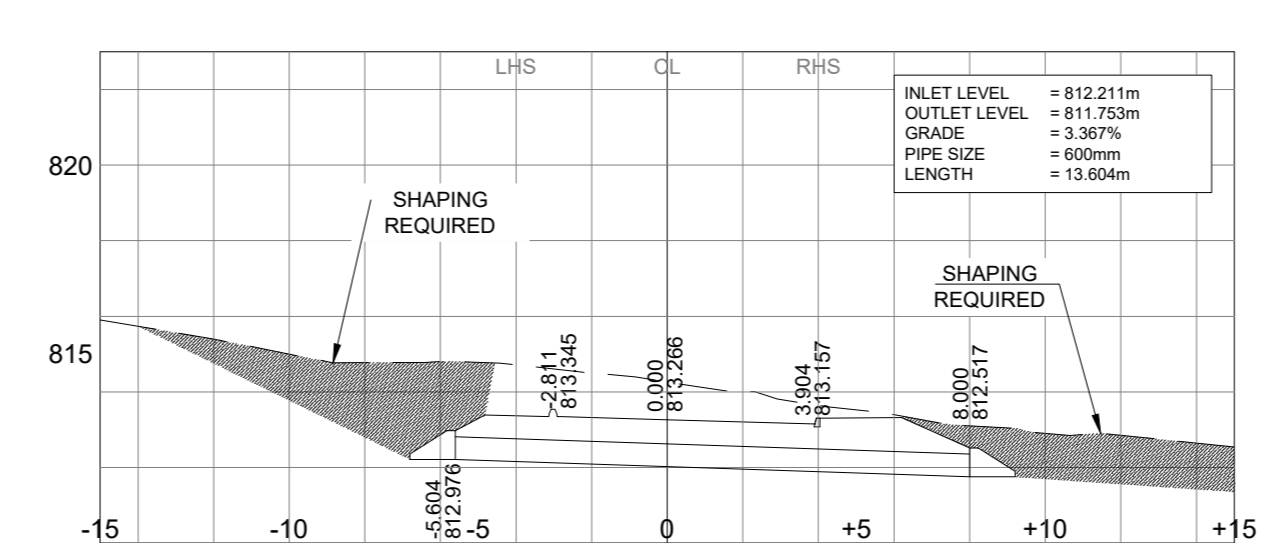 LHS CL RHS
INLET LEVEL = 812.211m
OUTLET LEVEL = 811.753m
GRADE = 3.367%
PIPE SIZE = 600mm
LENGTH = 13.604m
820
SHAPING
REQUIRED
SHAPING
REQUIRED
815
-2.811
813.345
0.000
813.266
3.904
813.157
8.000
812.517
-5.604
812.976
-15 -10 -5 0 +5 +10 +15